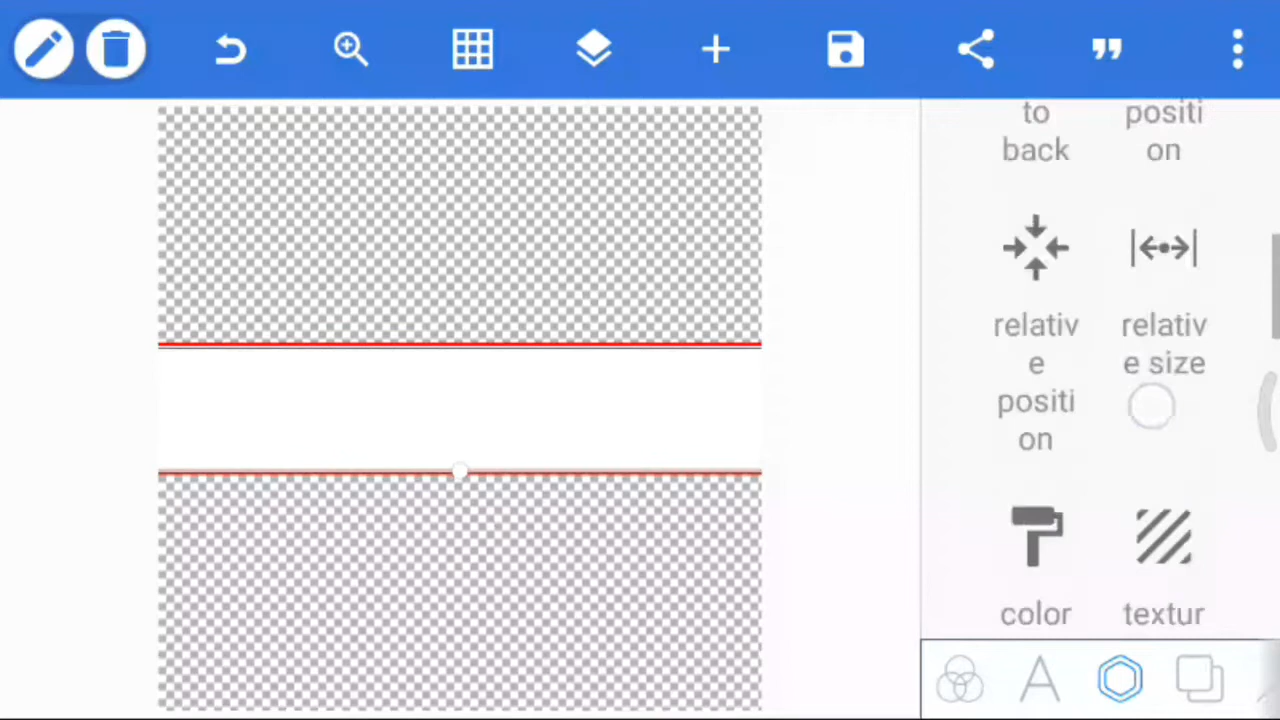 to
back
positi
on
relativ
e
positi
on
relativ
e size
color
textur